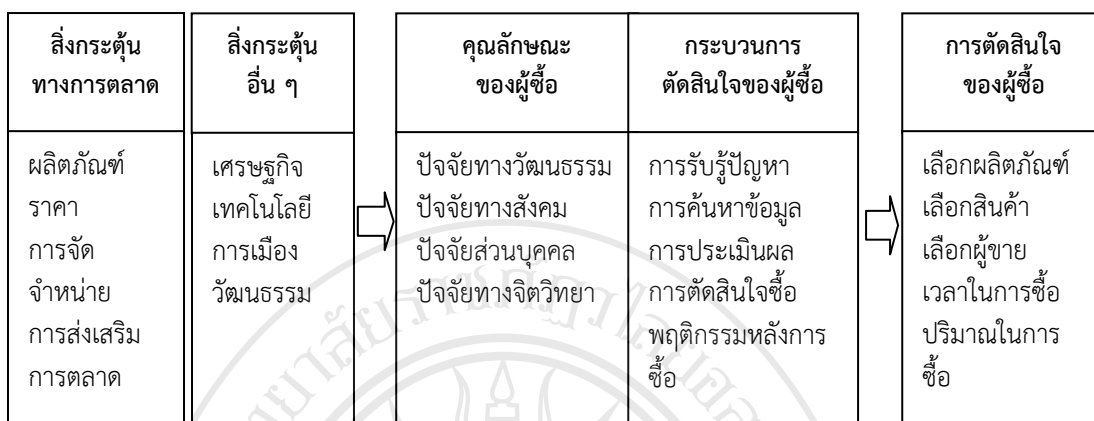 สิ่งกระตุ้น
ทางการตลาด
ผลิตภัณฑ์
ราคา
การจัด
จำหน่าย
การส่งเสริม
การตลาด
สิ่งกระตุ้น
อื่น ๆ
เศรษฐกิจ
เทคโนโลยี
การเมือง
วัฒนธรรม
คุณลักษณะ
ของผู้ซื้อ
ปัจจัยทางวัฒนธรรม
ปัจจัยทางสังคม
ปัจจัยส่วนบุคคล
ปัจจัยทางจิตวิทยา
กระบวนการ
ตัดสินใจของผู้ซื้อ
การรับรู้ปัญหา
การค้นหาข้อมูล
การประเมินผล
การตัดสินใจซื้อ
พฤติกรรมหลังการ
ซื้อ
การตัดสินใจ
ของผู้ซื้อ
เลือกผลิตภัณฑ์
เลือกสินค้า
เลือกผู้ขาย
เวลาในการซื้อ
ปริมาณในการ
ซื้อ